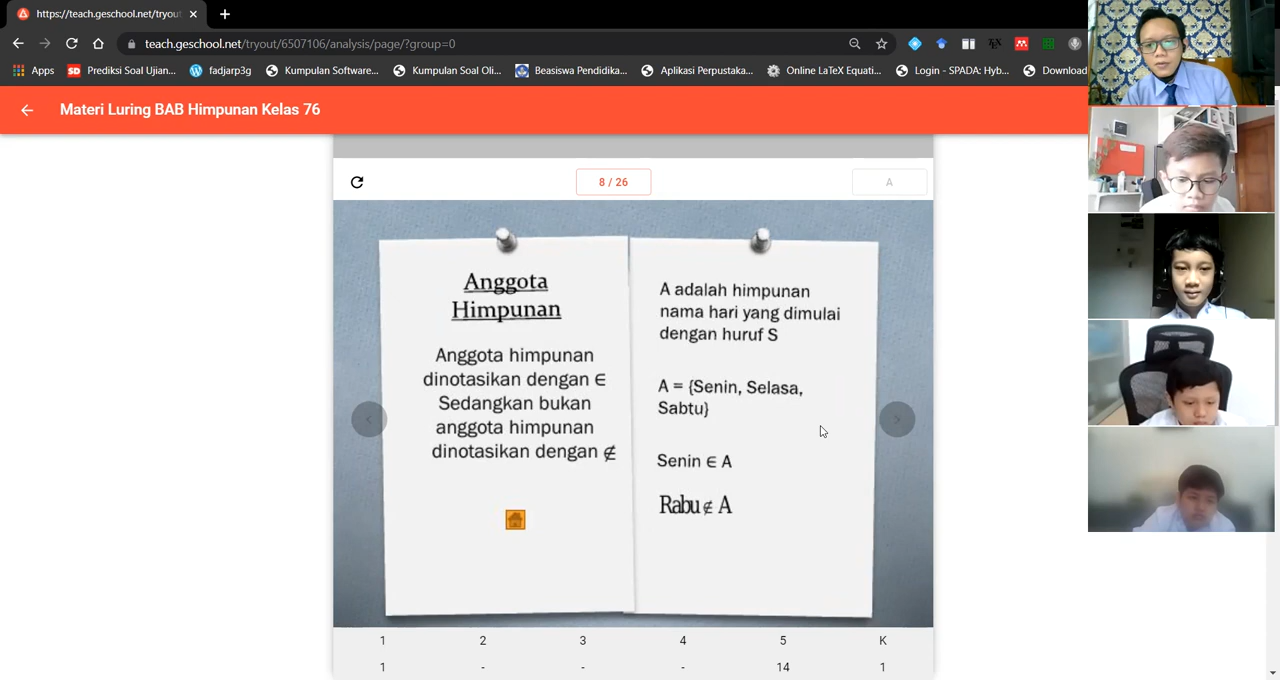 https://teach.geschool.net/tryout
teach.geschool.net/tryout/6507106/analysis/page/?group=0
Apps
SD
Prediksi Soal Ujian...
fadjarp3g
Kumpulan Software...
Kumpulan Soal Oli...
Beasiswa Pendidika...
Aplikasi Perpustaka...
Online LaTeX Equati...
Login - SPADA: Hyb...
Download
Materi Luring BAB Himpunan Kelas 76
8 / 26
A
Anggota
Himpunan
Anggota himpunan
dinotasikan dengan ∈
Sedangkan bukan
anggota himpunan
dinotasikan dengan ∉
A adalah himpunan
nama hari yang dimulai
dengan huruf S
A = {Senin, Selasa,
Sabtu}
Senin ∈ A
Rabu ∉ A
1 2 3 4 5 K
1 - - - 14 1